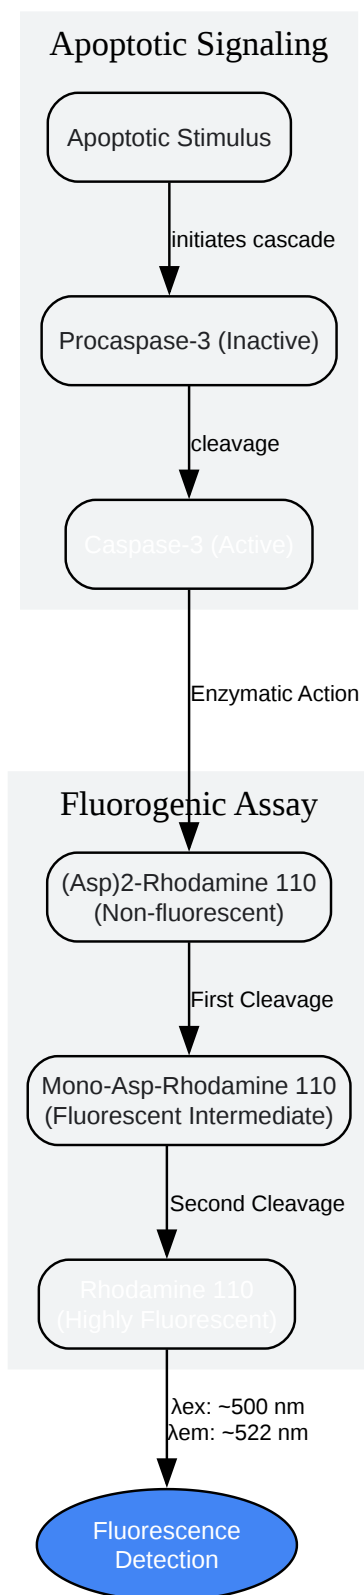 Apoptotic Signaling
Apoptotic Stimulus
initiates cascade
Procaspase-3 (Inactive)
cleavage
Caspase-3 (Active)
Enzymatic Action
Fluorogenic Assay
(Asp)2-Rhodamine 110
(Non-fluorescent)
First Cleavage
Mono-Asp-Rhodamine 110
(Fluorescent Intermediate)
Second Cleavage
Rhodamine 110
(Highly Fluorescent)
λex: ~500 nm
λem: ~522 nm
Fluorescence
Detection